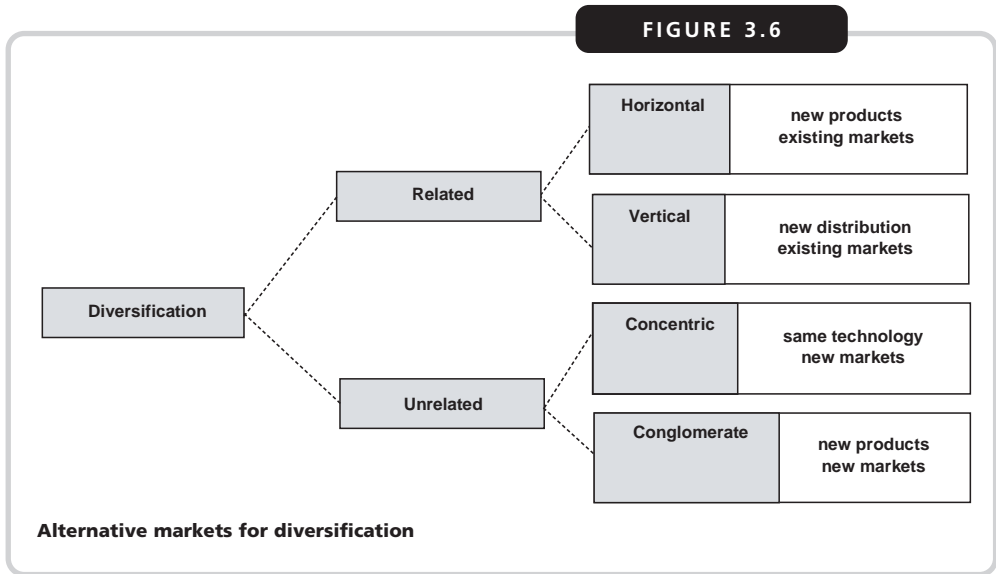 FIGURE 3.6
Horizontal
new products
existing markets
Related
Vertical
new distribution
existing markets
Diversification
Concentric
same technology
new markets
Unrelated
Conglomerate
new products
new markets
Alternative markets for diversification